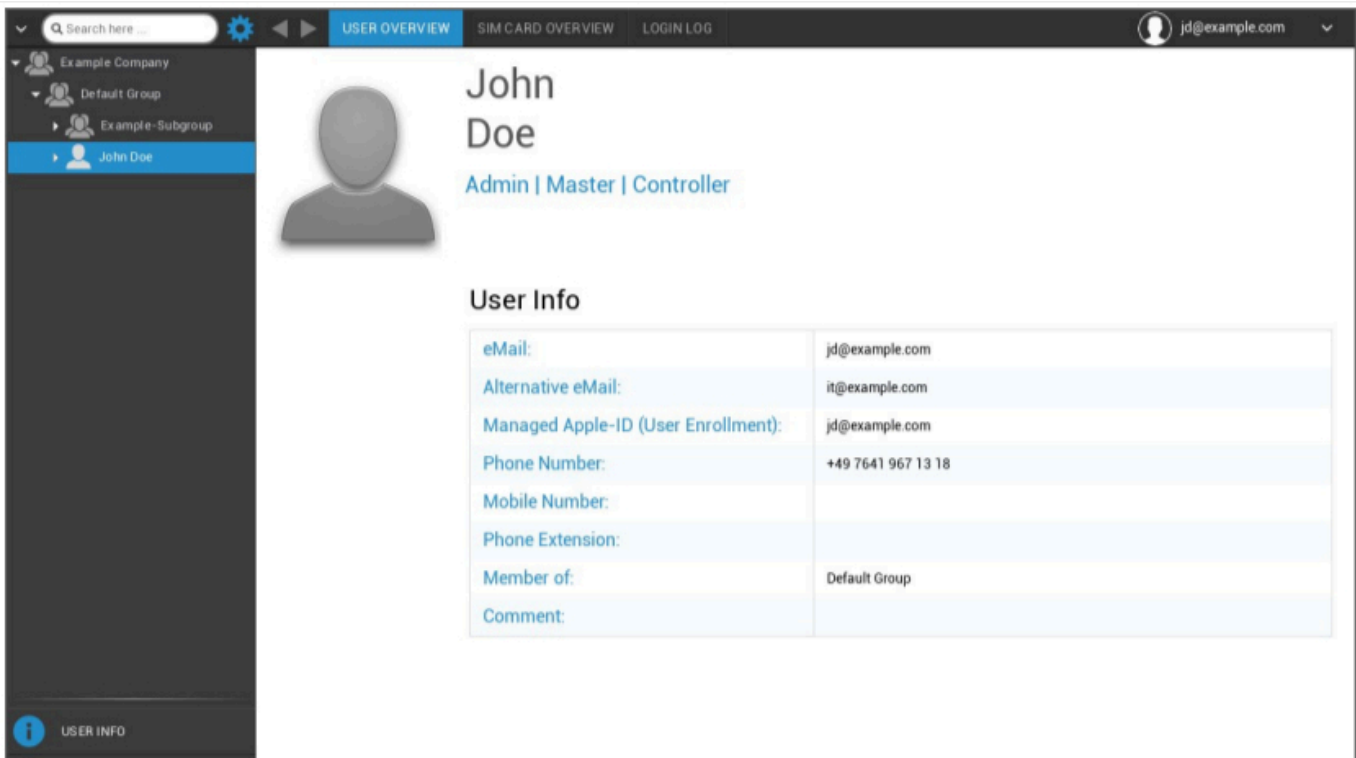 Search here ...
USER OVERVIEW
SIM CARD OVERVIEW
LOGIN LOG
jd@example.com
Example Company
Default Group
Example-Subgroup
John Doe
John
Doe
Admin | Master | Controller
User Info
eMail: jd@example.com
Alternative eMail: it@example.com
Managed Apple-ID (User Enrollment): jd@example.com
Phone Number: +49 7641 967 13 18
Mobile Number:
Phone Extension:
Member of: Default Group
Comment:
USER INFO